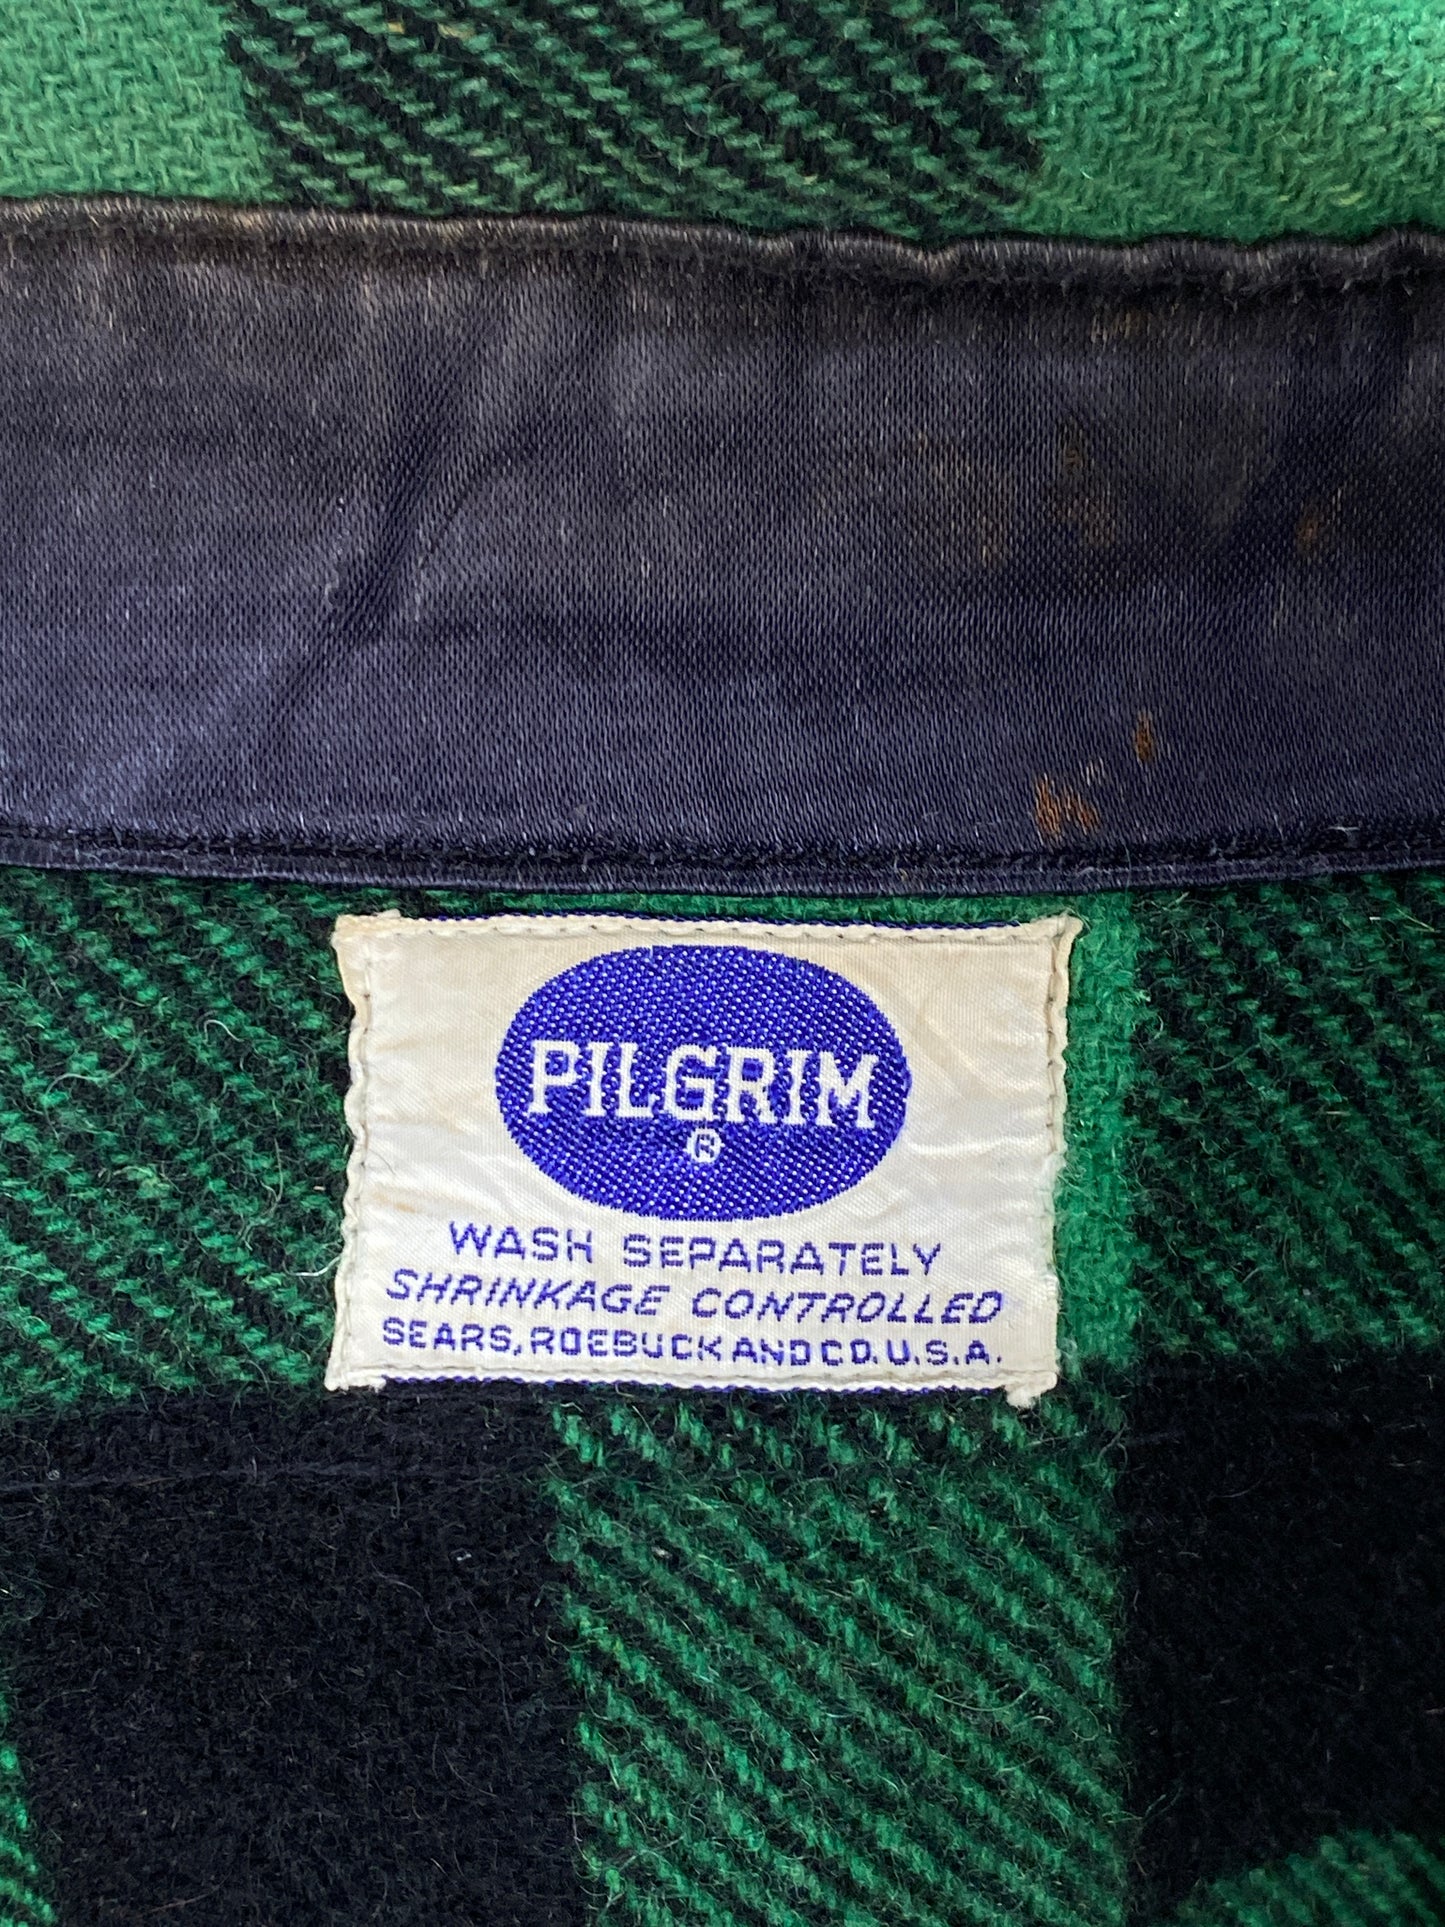 PILGRIM
®
WASH SEPARATELY
SHRINKAGE CONTROLLED
SEARS, ROEBUCK AND CO. U.S.A.